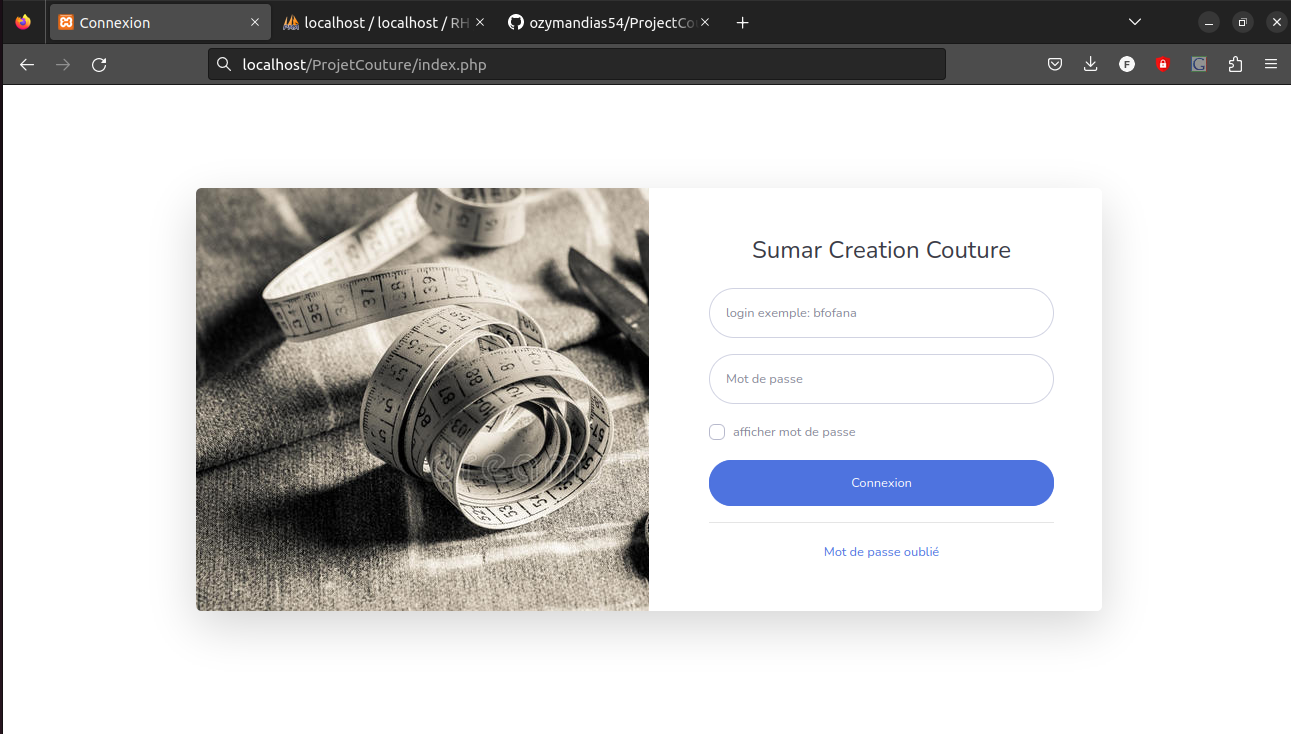 Connexion
localhost / localhost / RH
ozymandias54/ProjectCo
localhost/ProjetCouture/index.php
F
G
Sumar Creation Couture
login exemple: bfofana
Mot de passe
afficher mot de passe
Connexion
Mot de passe oublié